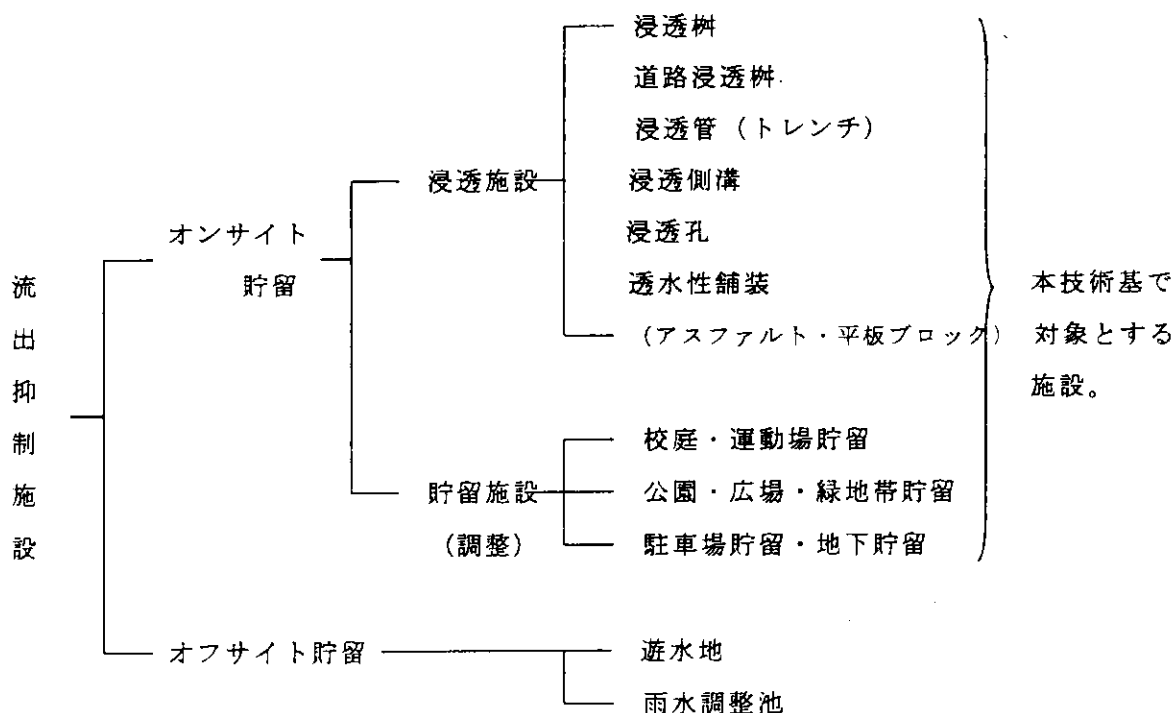 流出抑制施設
オンサイト
貯留
浸透施設
浸透桝
道路浸透桝
浸透管（トレンチ）
浸透側溝
浸透孔
透水性舗装
（アスファルト・平板ブロック）
貯留施設
（調整）
校庭・運動場貯留
公園・広場・緑地帯貯留
駐車場貯留・地下貯留
本技術基で
対象とする
施設。
オフサイト貯留
遊水地
雨水調整池